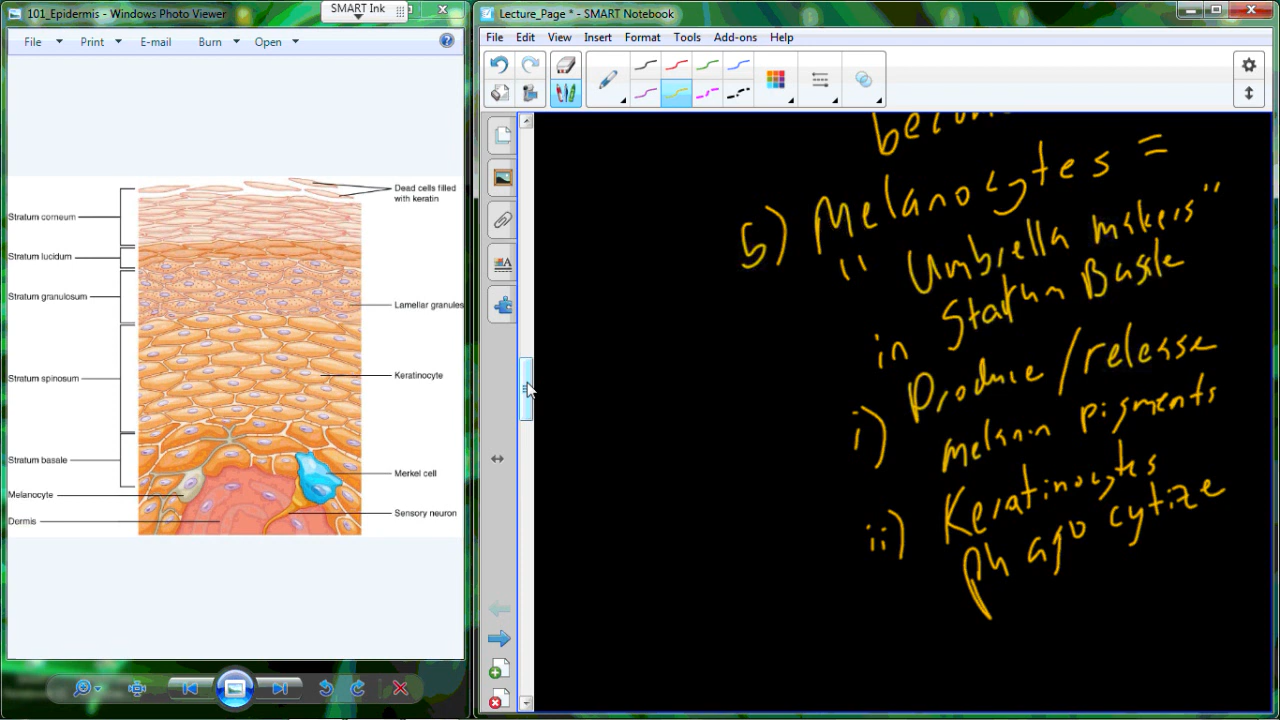 101_Epidermis - Windows Photo Viewer
SMART Ink
File Print E-mail Burn Open
Dead cells filled
with keratin
Stratum corneum
Stratum lucidum
Stratum granulosum
Lamellar granules
Keratinocyte
Stratum spinosum
Stratum basale
Merkel cell
Melanocyte
Sensory neuron
Dermis
Lecture_Page * - SMART Notebook
File Edit View Insert Format Tools Add-ons Help
5) Melanocytes =
"Umbrella makers"
in Basale
i) Produce/release
melanin pigments
ii) Keratinocytes
phagocytize